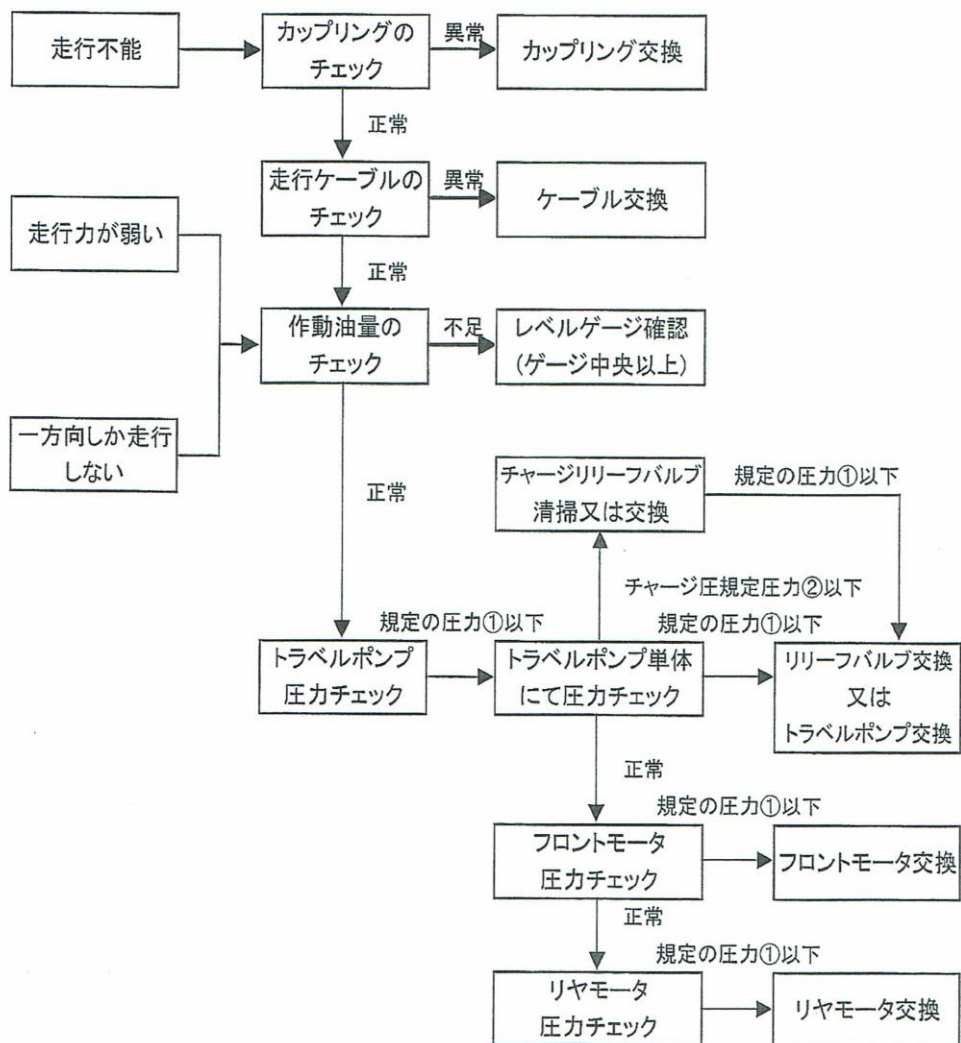 走行不能
カップリングの
チェック
異常
カップリング交換
正常
走行ケーブルの
チェック
異常
ケーブル交換
走行力が弱い
正常
作動油量の
チェック
不足
レベルゲージ確認
(ゲージ中央以上)
一方向しか走行
しない
正常
チャージリリーフバルブ
清掃又は交換
規定の圧力①以下
チャージ圧規定圧力②以下
規定の圧力①以下
規定の圧力①以下
トラベルポンプ
圧力チェック
トラベルポンプ単体
にて圧力チェック
リリーフバルブ交換
又は
トラベルポンプ交換
正常
規定の圧力①以下
フロントモータ
圧力チェック
フロントモータ交換
正常
規定の圧力①以下
リヤモータ
圧力チェック
リヤモータ交換